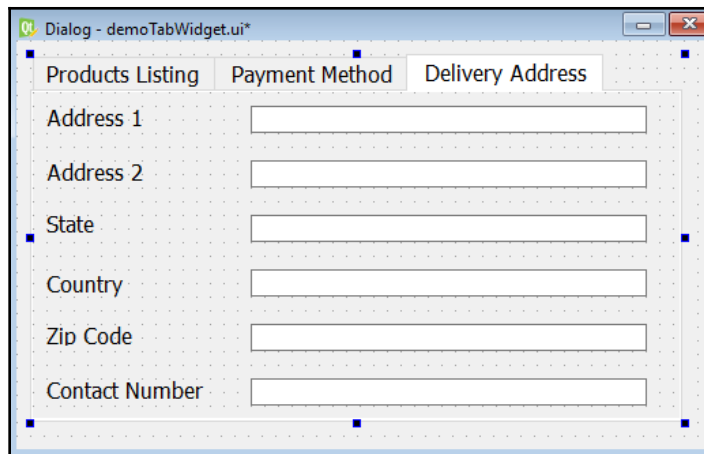 Qt Dialog - demoTabWidget.ui*
Products Listing Payment Method Delivery Address
Address 1
Address 2
State
Country
Zip Code
Contact Number